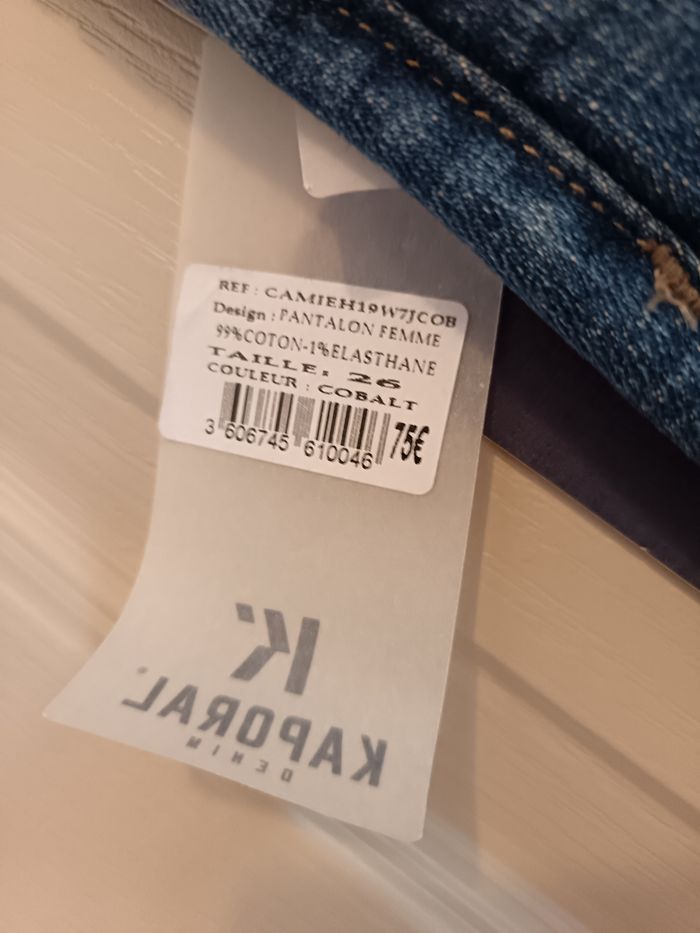 REF : CAMIEH19W7JCOB
Design : PANTALON FEMME
99%COTON-1%ELASTHANE
TAILLE: 26
COULEUR : COBALT
3 606745 610046 75€
K
KAPORAL
DENIM